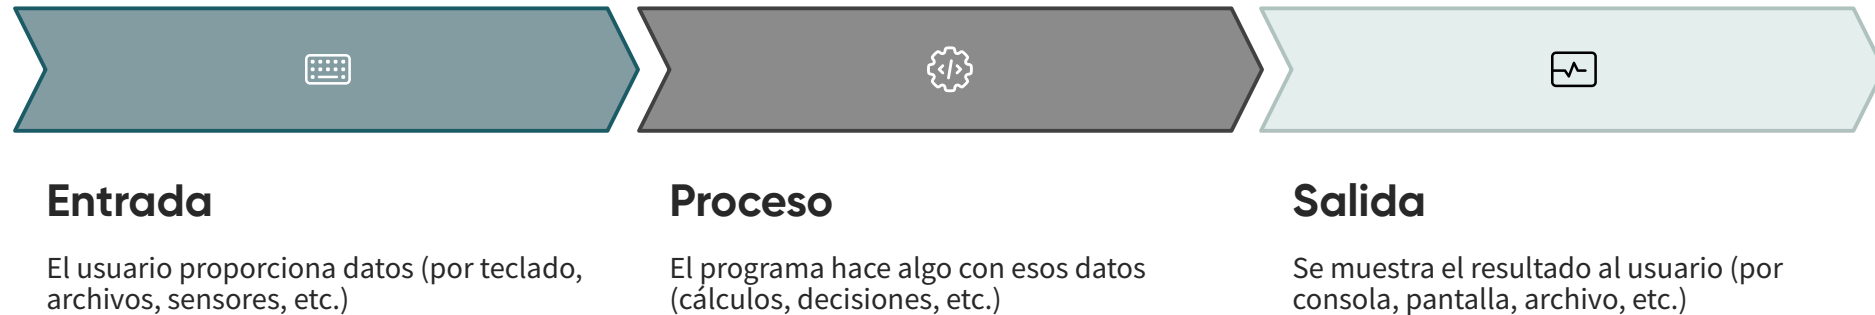 Entrada
El usuario proporciona datos (por teclado,
archivos, sensores, etc.)
Proceso
El programa hace algo con esos datos
(cálculos, decisiones, etc.)
Salida
Se muestra el resultado al usuario (por
consola, pantalla, archivo, etc.)